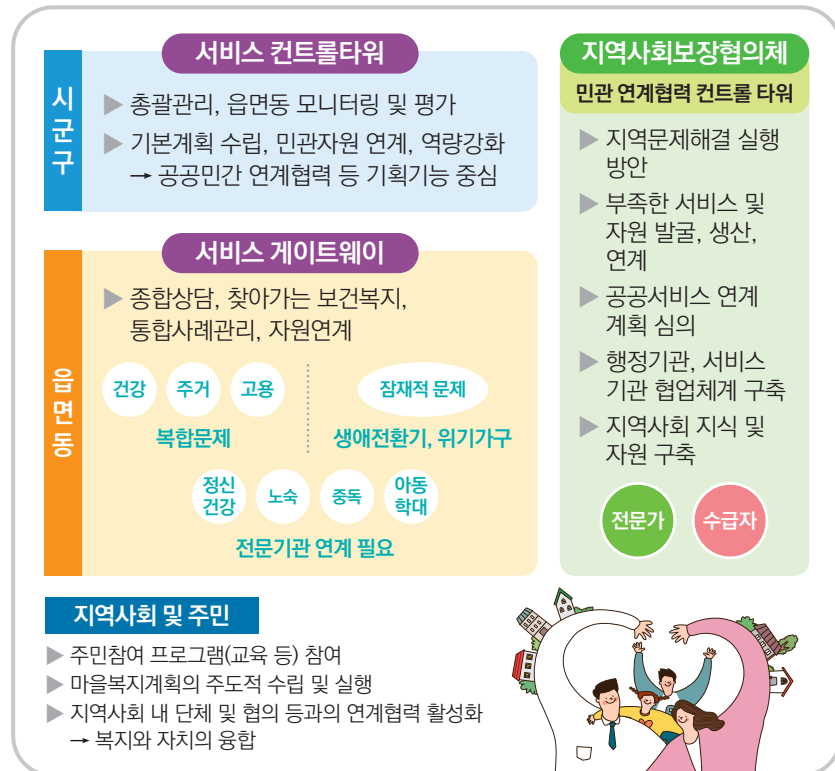 시군구
서비스 컨트롤타워
▶ 총괄관리, 읍면동 모니터링 및 평가
▶ 기본계획 수립, 민관자원 연계, 역량강화
→ 공공민간 연계협력 등 기획기능 중심
읍면동
서비스 게이트웨이
▶ 종합상담, 찾아가는 보건복지,
통합사례관리, 자원연계
건강 주거 고용
복합문제
잠재적 문제
생애전환기, 위기가구
정신
건강
노숙
중독
아동
학대
전문기관 연계 필요
지역사회보장협의체
민관 연계협력 컨트롤 타워
▶ 지역문제해결 실행
방안
▶ 부족한 서비스 및
자원 발굴, 생산,
연계
▶ 공공서비스 연계
계획 심의
▶ 행정기관, 서비스
기관 협업체계 구축
▶ 지역사회 지식 및
자원 구축
전문가 수급자
지역사회 및 주민
▶ 주민참여 프로그램(교육 등) 참여
▶ 마을복지계획의 주도적 수립 및 실행
▶ 지역사회 내 단체 및 협의 등과의 연계협력 활성화
→ 복지와 자치의 융합